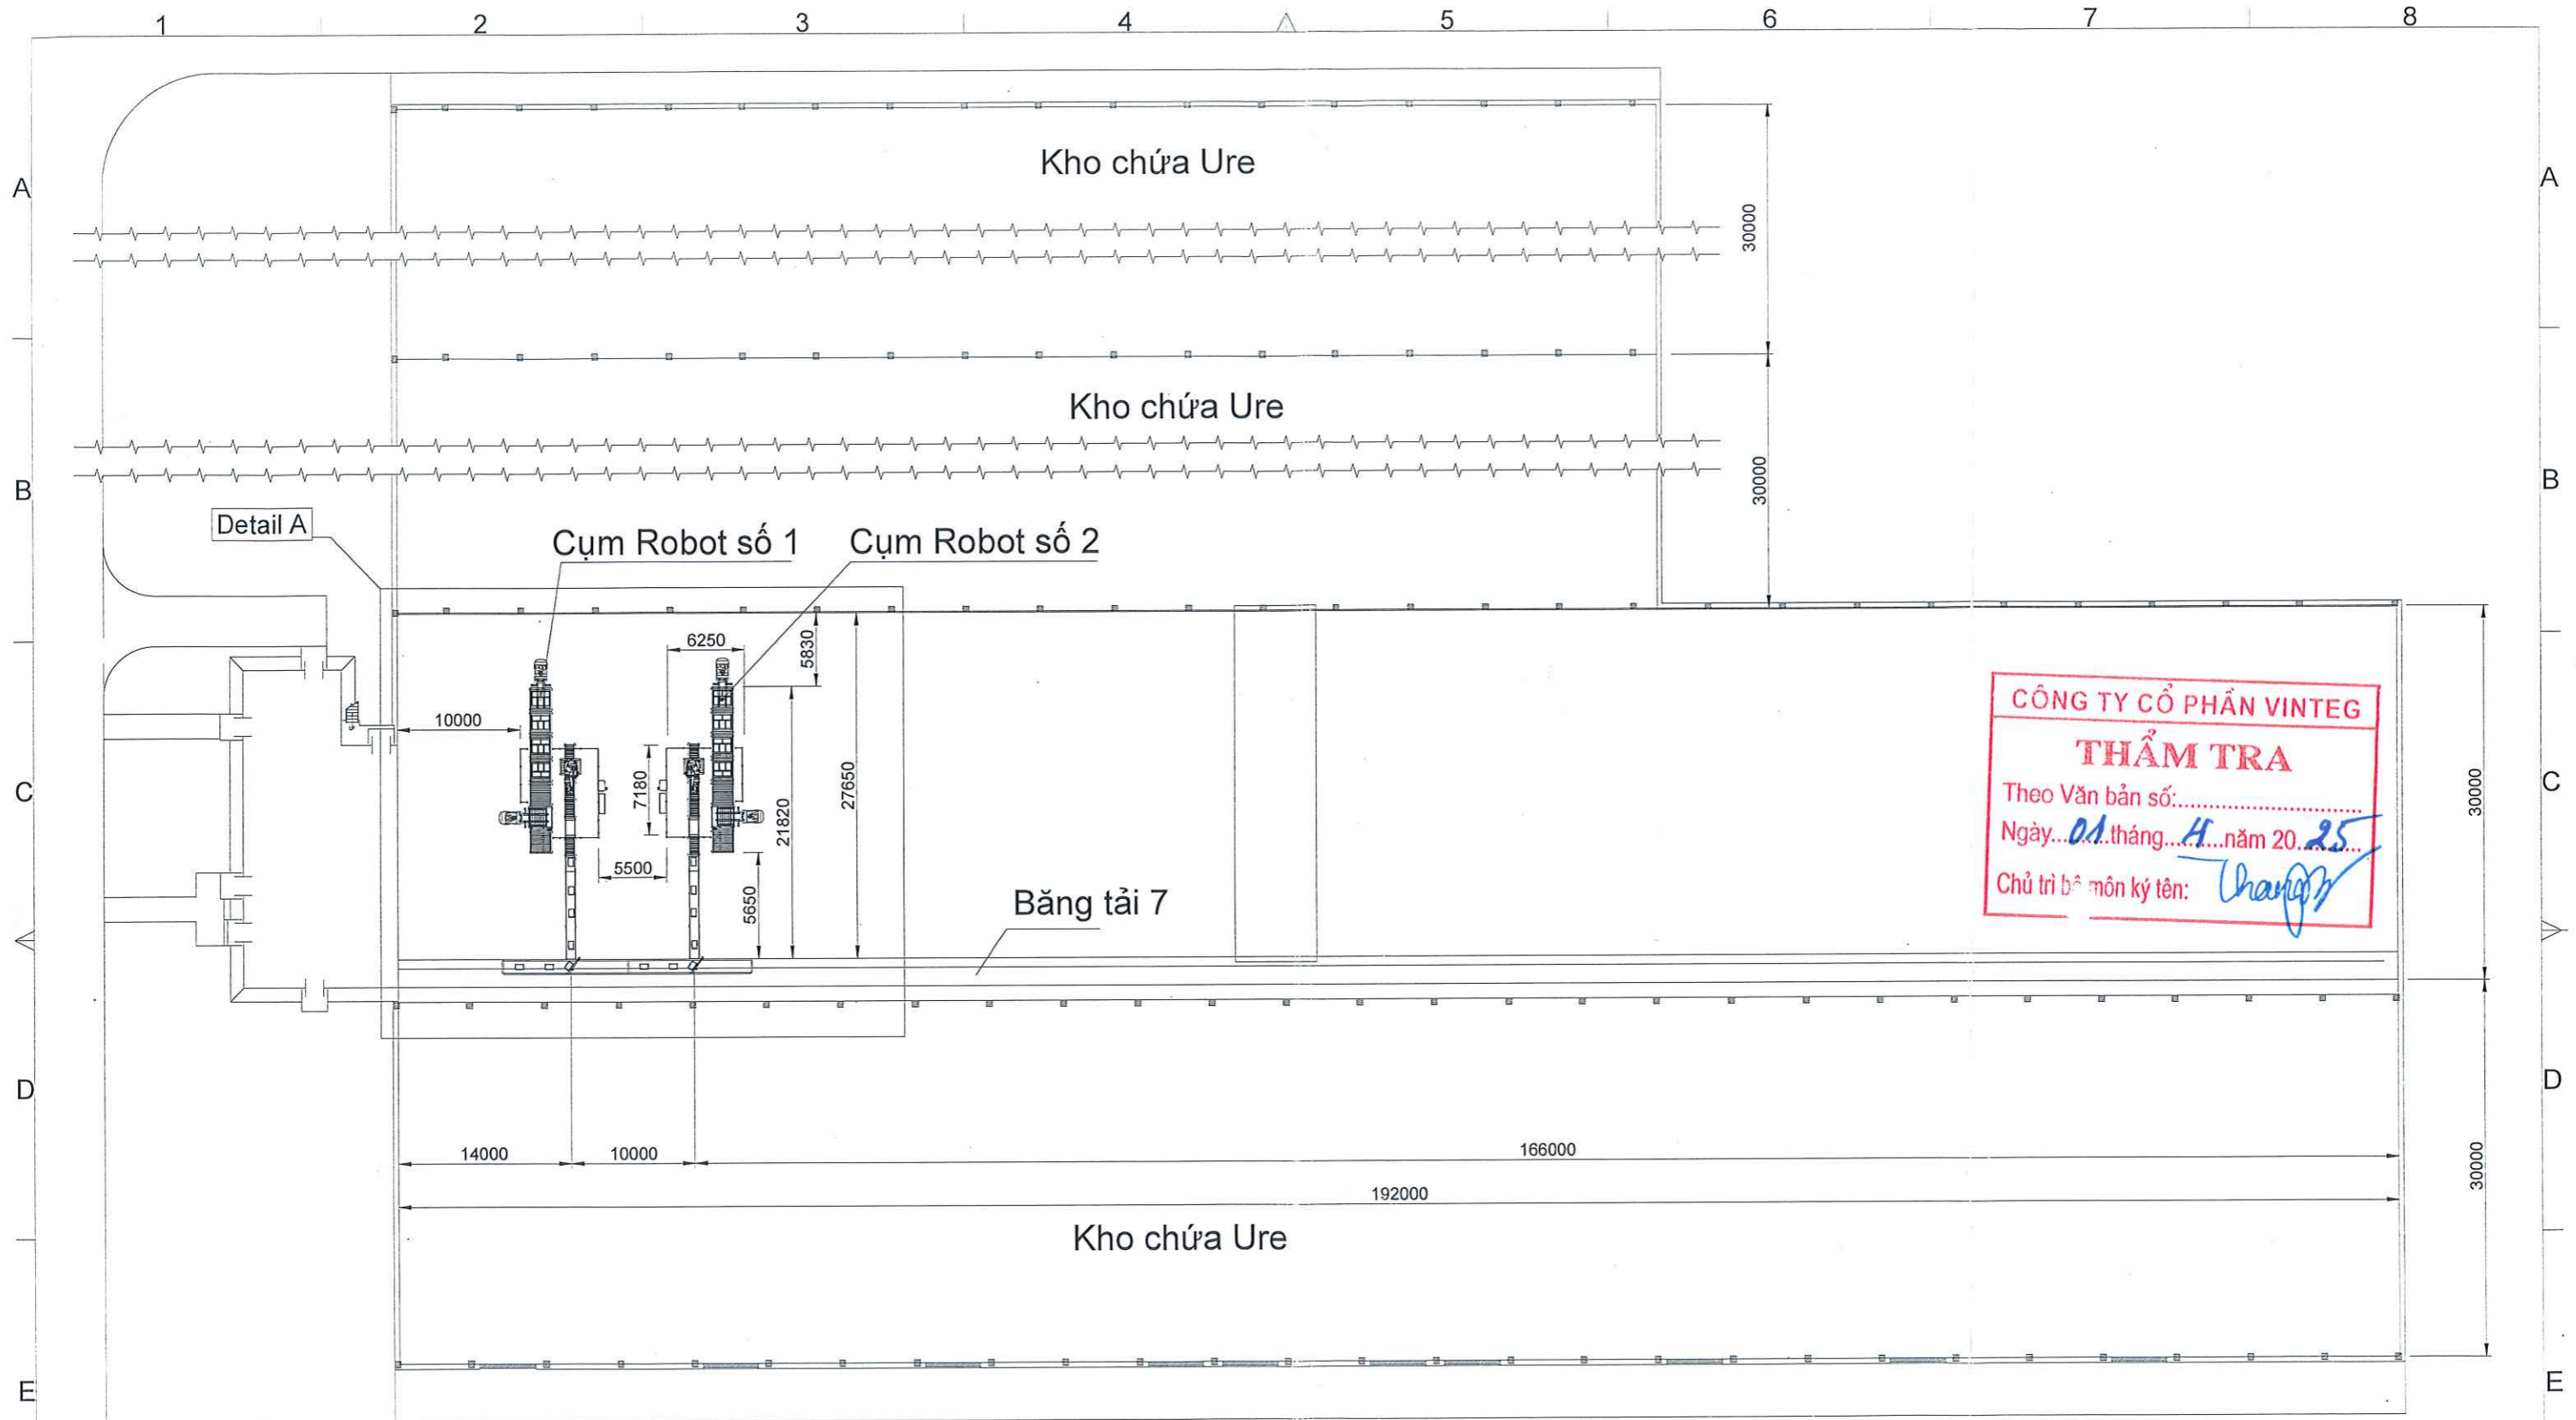 1 2 3 4 5 6 7 8
A A
Kho chứa Ure
30000
Kho chứa Ure
30000
B B
Detail A
Cụm Robot số 1 Cụm Robot số 2
6250
5830
10000
7180
21820
27650
5500
5650
C C
30000
Băng tải 7
CÔNG TY CỔ PHẦN VINTEG
THẨM TRA
Theo Văn bản số:
Ngày...01...tháng...4...năm 20...25...
Chủ trì bộ môn ký tên:
D D
14000 10000 166000
192000
30000
Kho chứa Ure
E E